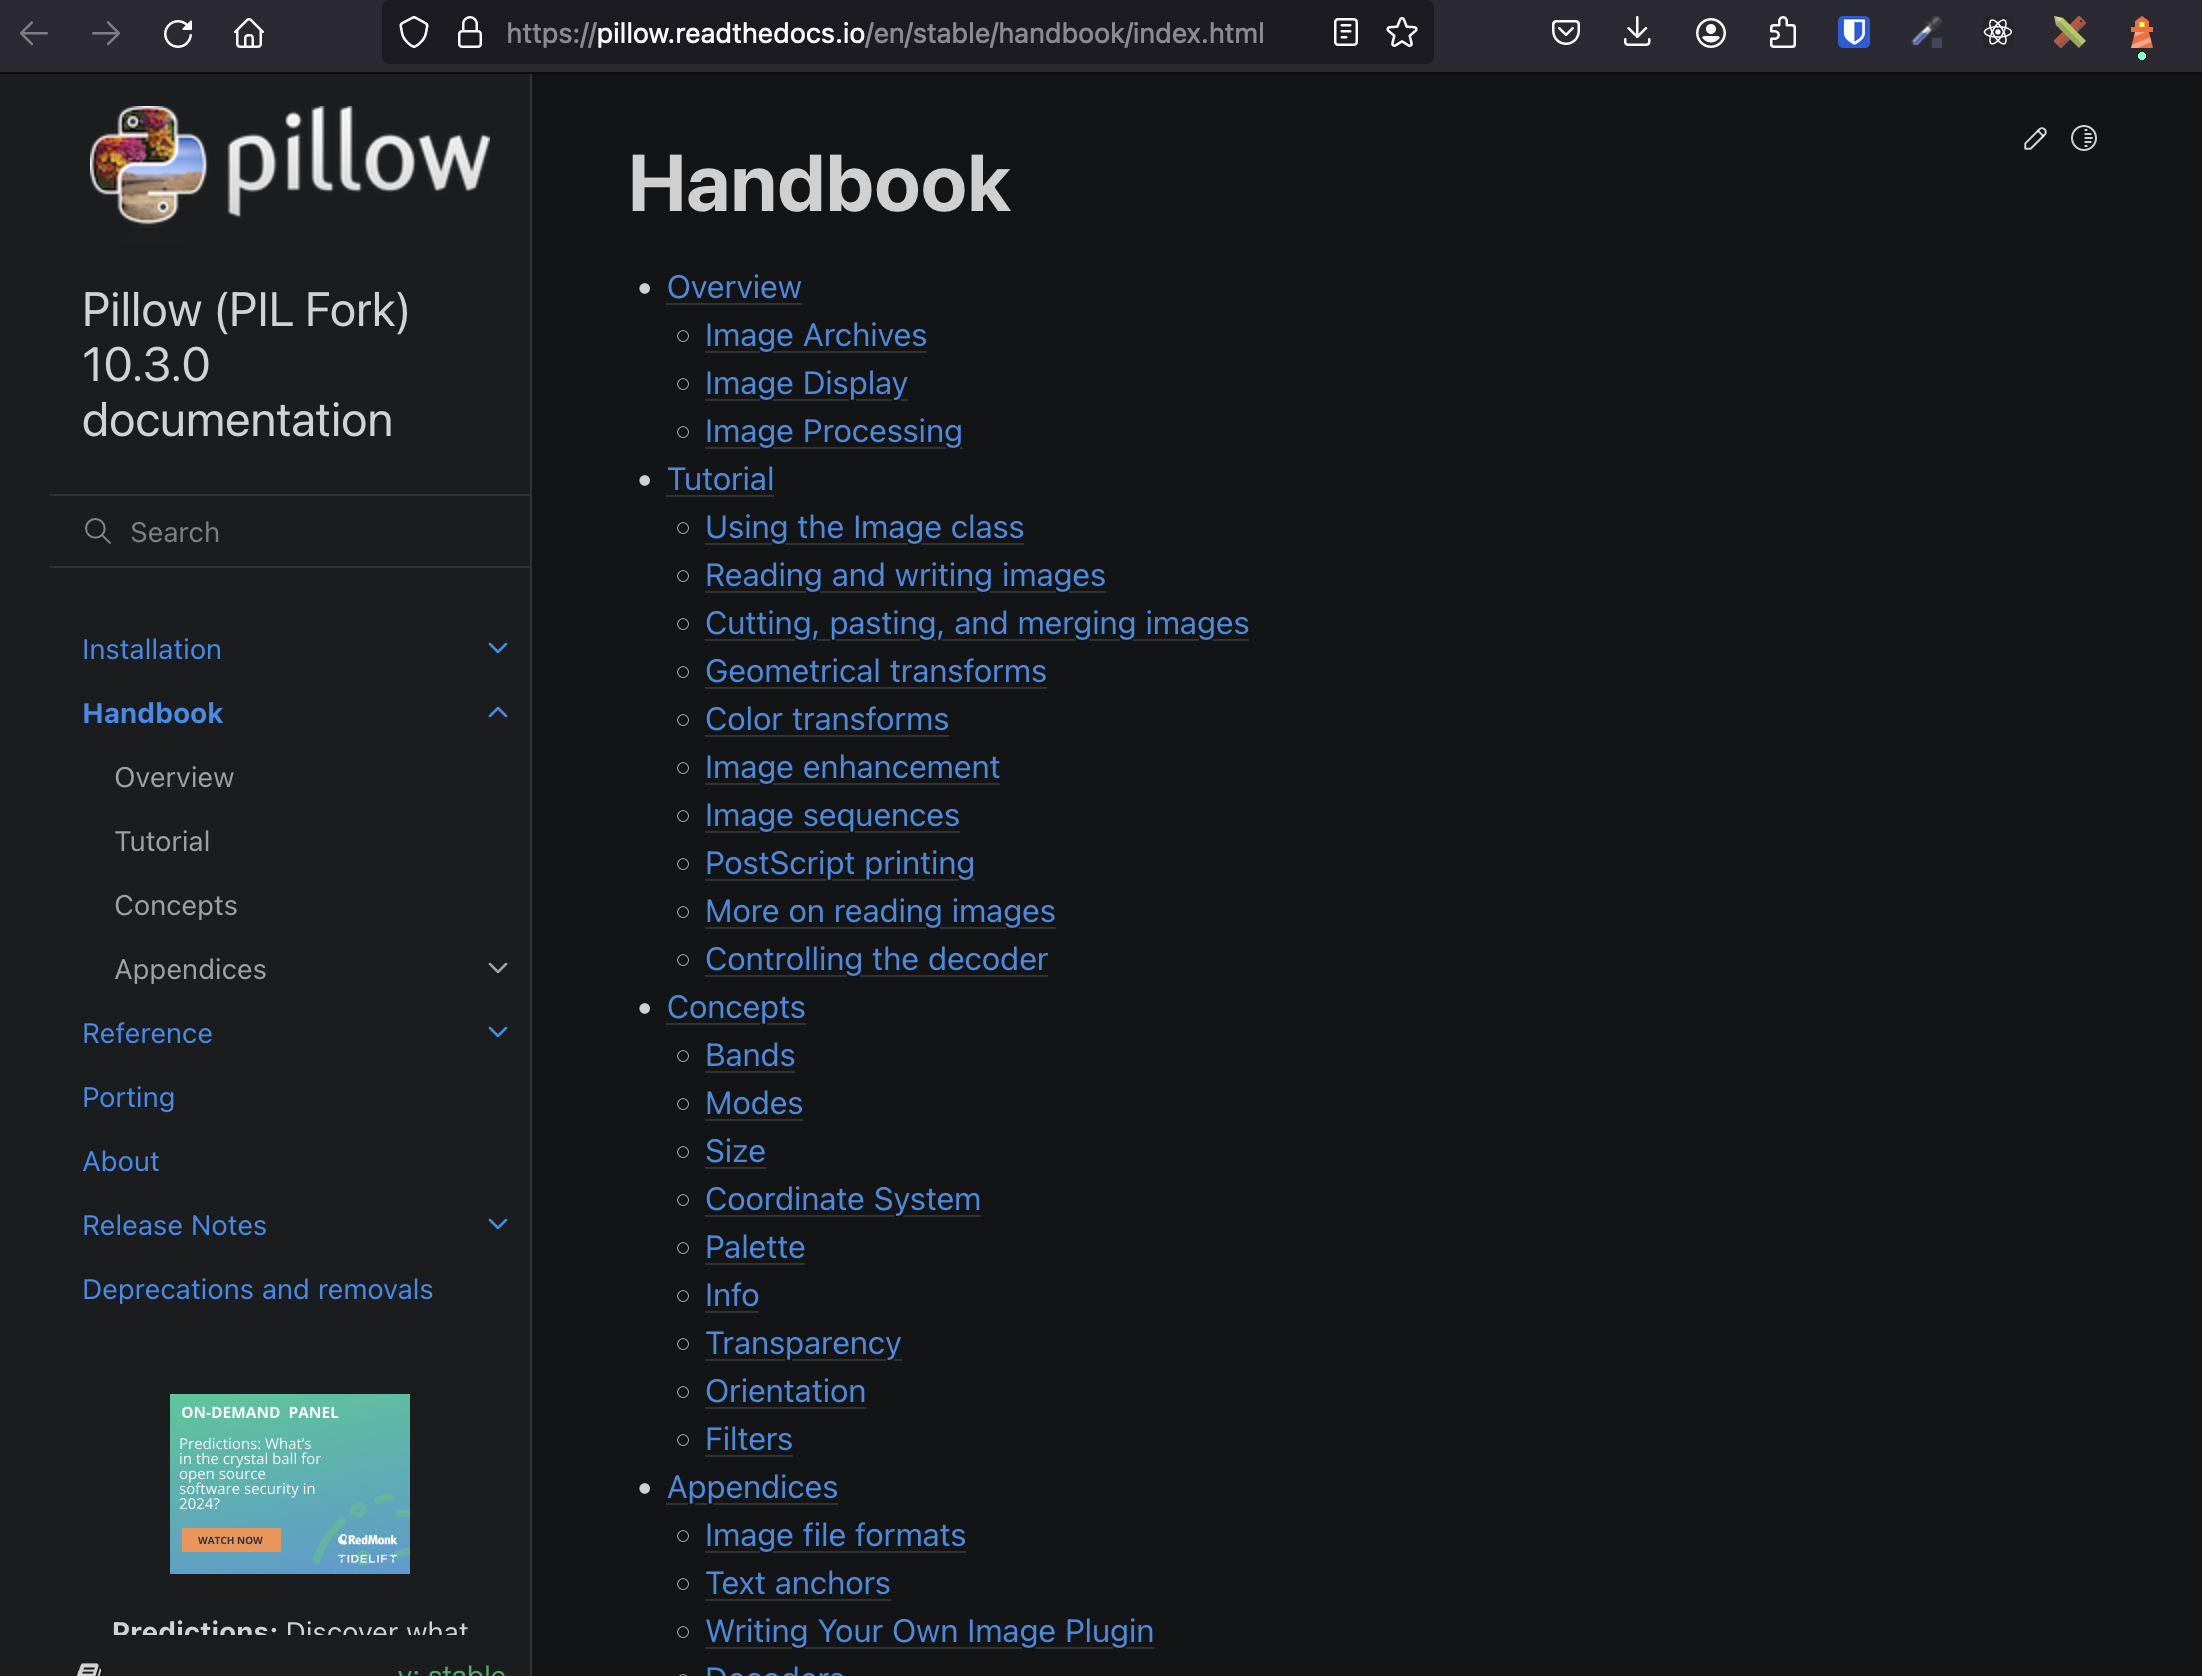 https://pillow.readthedocs.io/en/stable/handbook/index.html
pillow
Pillow (PIL Fork)
10.3.0
documentation
Search
Installation
Handbook
Overview
Tutorial
Concepts
Appendices
Reference
Porting
About
Release Notes
Deprecations and removals
ON-DEMAND PANEL
Predictions: What's
in the crystal ball for
open source
software security in
2024?
WATCH NOW
RedMonk
TIDELIFT
Predictions: Discover what
v: stable
Handbook
Overview
Image Archives
Image Display
Image Processing
Tutorial
Using the Image class
Reading and writing images
Cutting, pasting, and merging images
Geometrical transforms
Color transforms
Image enhancement
Image sequences
PostScript printing
More on reading images
Controlling the decoder
Concepts
Bands
Modes
Size
Coordinate System
Palette
Info
Transparency
Orientation
Filters
Appendices
Image file formats
Text anchors
Writing Your Own Image Plugin
Decoders